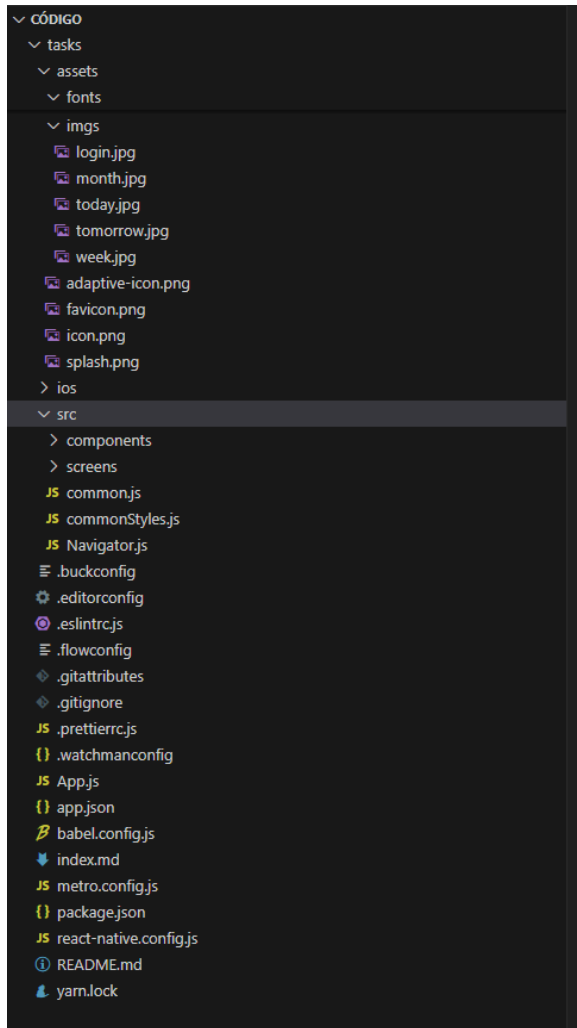 CÓDIGO
tasks
assets
fonts
imgs
login.jpg
month.jpg
today.jpg
tomorrow.jpg
week.jpg
adaptive-icon.png
favicon.png
icon.png
splash.png
ios
src
components
screens
JS common.js
JS commonStyles.js
JS Navigator.js
.buckconfig
.editorconfig
.eslintrc.js
.flowconfig
.gitattributes
.gitignore
JS .prettierrc.js
{} .watchmanconfig
JS App.js
{} app.json
babel.config.js
index.md
JS metro.config.js
{} package.json
JS react-native.config.js
README.md
yarn.lock